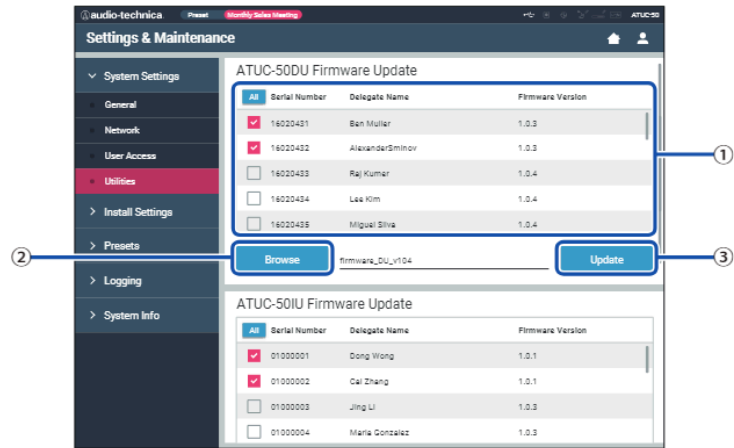 audio-technica. Preset Monthly Sales Meeting ATUC-50
Settings & Maintenance
System Settings
General
Network
User Access
Utilities
Install Settings
Presets
Logging
System Info
ATUC-50DU Firmware Update
All Serial Number Delegate Name Firmware Version
16020431 Ben Muller 1.0.3
16020432 AlexanderSminov 1.0.3
16020433 Raj Kumar 1.0.4
16020434 Lee Kim 1.0.4
16020435 Miguel Silva 1.0.4
①
② Browse firmware_DU_v104 Update ③
ATUC-50IU Firmware Update
All Serial Number Delegate Name Firmware Version
01000001 Dong Wong 1.0.1
01000002 Cai Zhang 1.0.1
01000003 Jing Li 1.0.3
01000004 Maria Gonzalez 1.0.3